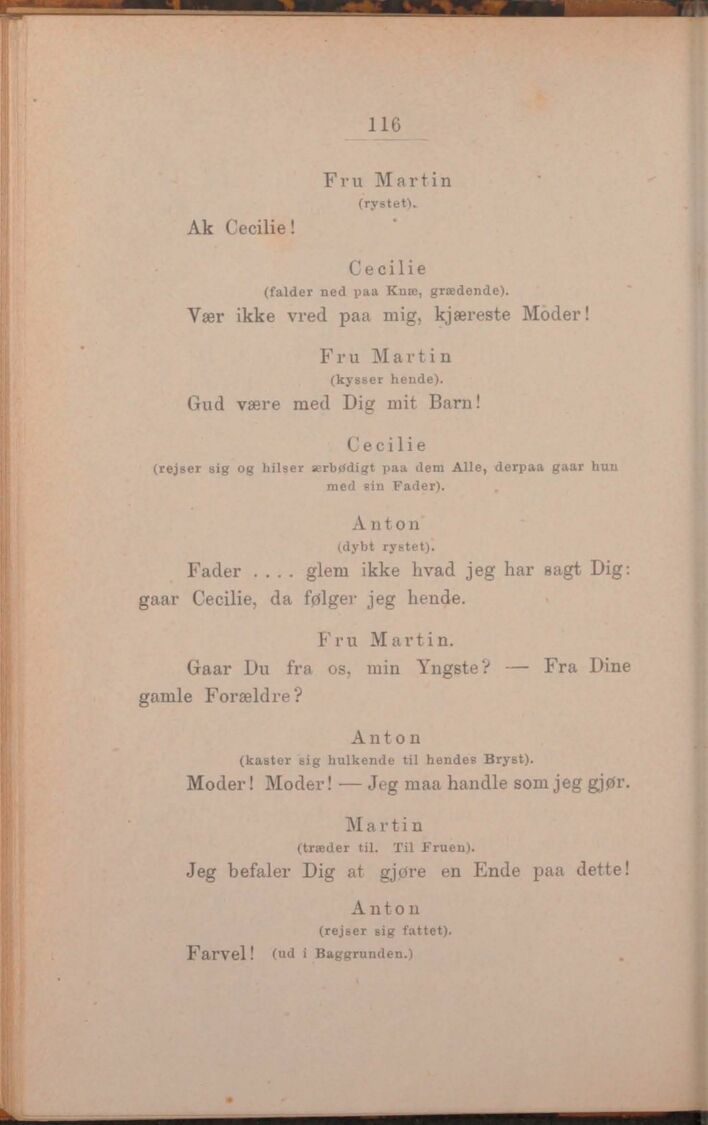 116
Fru Martin
(rystet).
Ak Cecilie!
Cecilie
(falder ned paa Knæ, grædende).
Vær ikke vred paa mig, kjæreste Moder!
Fru Martin
(kysser hende).
Gud være med Dig mit Barn!
Cecilie
(rejser sig og hilser ærbødigt paa dem Alle, derpaa gaar hun
med sin Fader).
Anton
(dybt rystet).
Fader .... glem ikke hvad jeg har sagt Dig:
gaar Cecilie, da følger jeg hende.
Fru Martin.
Gaar Du fra os, min Yngste? — Fra Dine
gamle Forældre?
Anton
(kaster sig hulkende til hendes Bryst).
Moder! Moder! — Jeg maa handle som jeg gjør.
Martin
(træder til. Til Fruen).
Jeg befaler Dig at gjøre en Ende paa dette!
Anton
(rejser sig fattet).
Farvel! (ud i Baggrunden.)